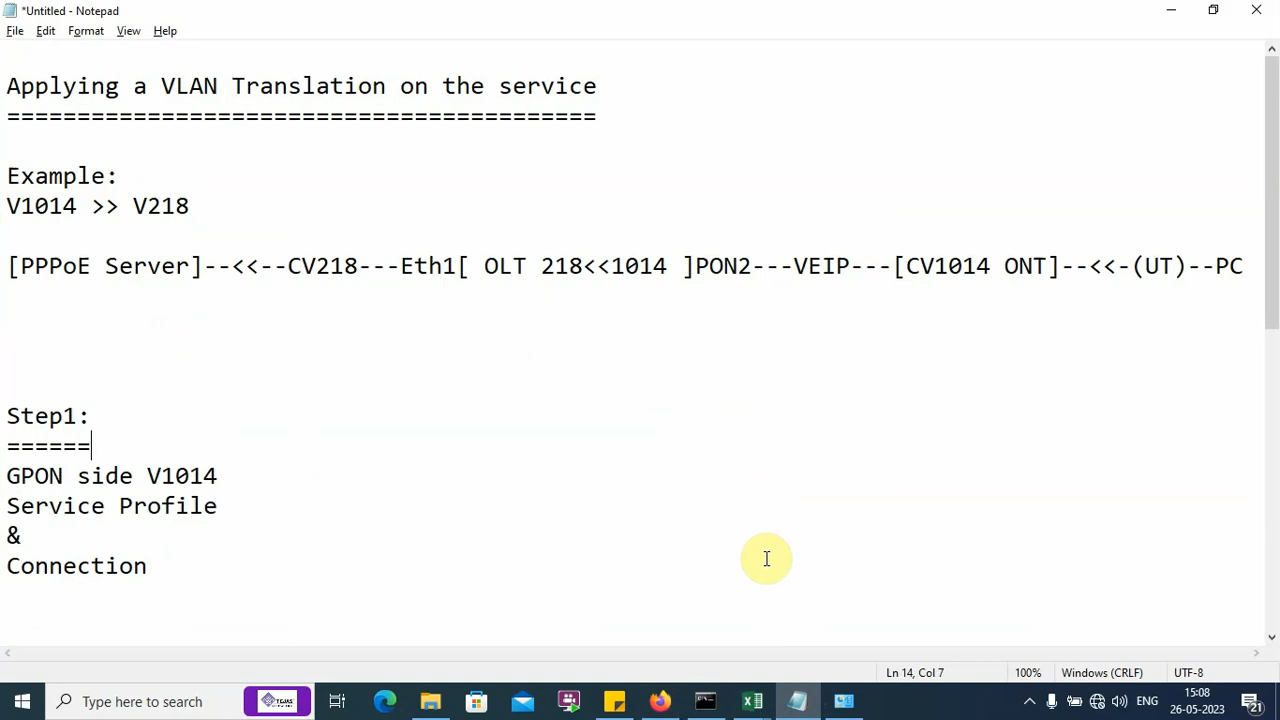 *Untitled - Notepad
File Edit Format View Help
Applying a VLAN Translation on the service
==========================================
Example:
V1014 >> V218
[PPPoE Server]--<<--CV218---Eth1[ OLT 218<<1014 ]PON2---VEIP---[CV1014 ONT]--<<-(UT)--PC
Step1:
======
GPON side V1014
Service Profile
&
Connection
Ln 14, Col 7 100% Windows (CRLF) UTF-8
Type here to search
ENG
15:08
26-05-2023
21